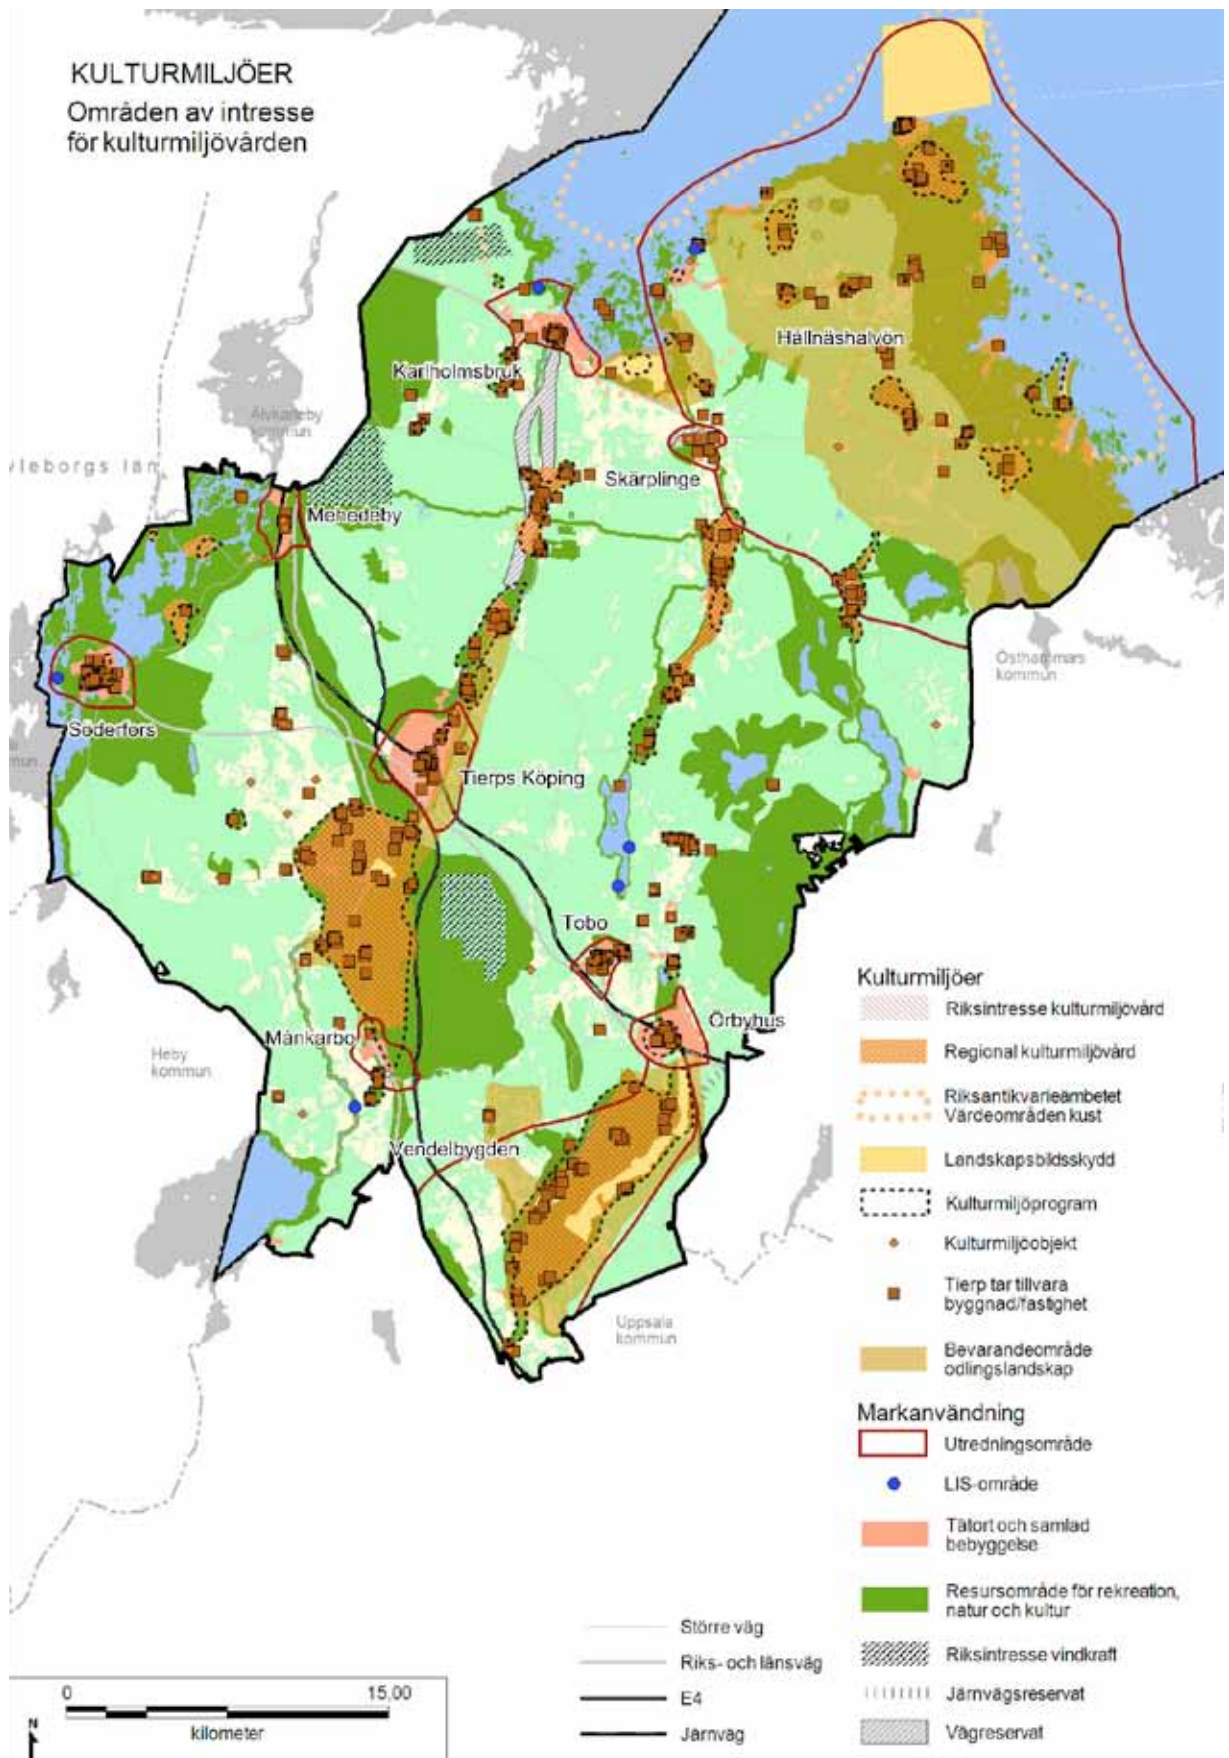 KULTURMILJÖER
Områden av intresse
för kulturmiljövården
Hållnäshalvön
Karlholmsbruk
Älvkarleby
kommun
vleborgs län
Skärplinge
Mehedeby
Östhammars
kommun
Söderfors
mun
Tierps Köping
Tobo
Örbyhus
Månkarbo
Heby
kommun
Vendelbygden
Uppsala
kommun
Kulturmiljöer
Riksintresse kulturmiljövård
Regional kulturmiljövård
Riksantikvarieämbetet
Värdeområden kust
Landskapsbildsskydd
Kulturmiljöprogram
Kulturmiljöobjekt
Tierp tar tillvara
byggnad/fastighet
Bevarandeområde
odlingslandskap
Markanvändning
Utredningsområde
LIS-område
Tätort och samlad
bebyggelse
Resursområde för rekreation,
natur och kultur
Riksintresse vindkraft
Järnvägsreservat
Vägreservat
Större väg
Riks- och länsväg
E4
Järnväg
0 15,00
kilometer
N